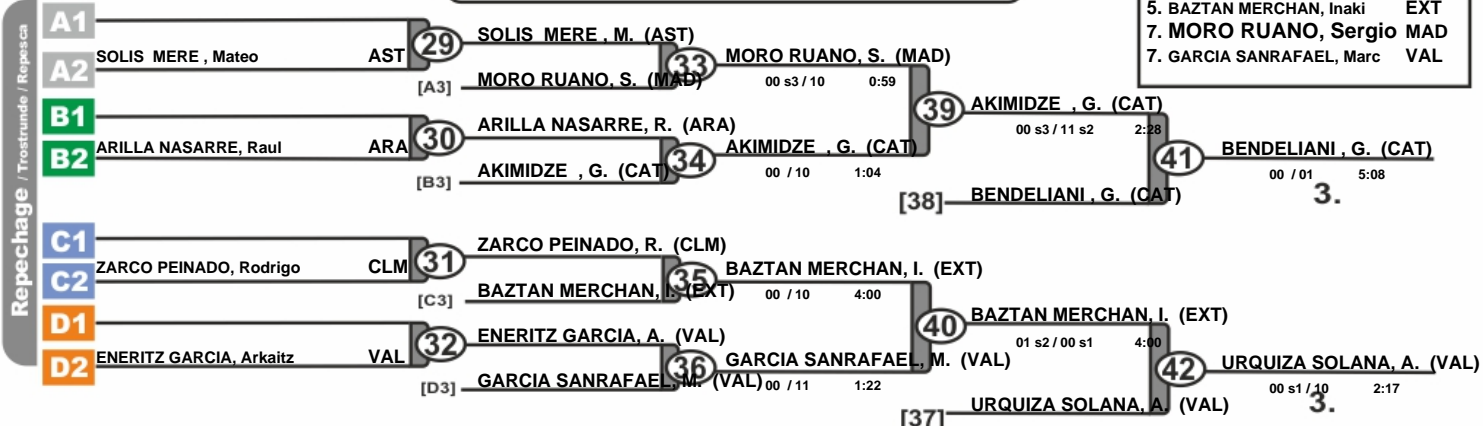 5. BAZTAN MERCHAN, Inaki EXT
7. MORO RUANO, Sergio MAD
7. GARCIA SANRAFAEL, Marc VAL
Repechage / Trostrunde / Repesca
A1
A2 SOLIS MERE , Mateo AST
29
SOLIS MERE , M. (AST)
[A3] MORO RUANO, S. (MAD)
33
MORO RUANO, S. (MAD)
00 s3 / 10 0:59
B1
B2 ARILLA NASARRE, Raul ARA
30
ARILLA NASARRE, R. (ARA)
[B3] AKIMIDZE , G. (CAT)
34
AKIMIDZE , G. (CAT)
00 / 10 1:04
39
AKIMIDZE , G. (CAT)
00 s3 / 11 s2 2:28
[38] BENDELIANI , G. (CAT)
41
BENDELIANI , G. (CAT)
00 / 01 5:08
3.
C1
C2 ZARCO PEINADO, Rodrigo CLM
31
ZARCO PEINADO, R. (CLM)
[C3] BAZTAN MERCHAN, I. (EXT)
35
BAZTAN MERCHAN, I. (EXT)
00 / 10 4:00
D1
D2 ENERITZ GARCIA, Arkaitz VAL
32
ENERITZ GARCIA, A. (VAL)
[D3] GARCIA SANRAFAEL, M. (VAL)
36
GARCIA SANRAFAEL, M. (VAL)
00 / 11 1:22
40
BAZTAN MERCHAN, I. (EXT)
01 s2 / 00 s1 4:00
[37] URQUIZA SOLANA, A. (VAL)
42
URQUIZA SOLANA, A. (VAL)
00 s1 / 10 2:17
3.